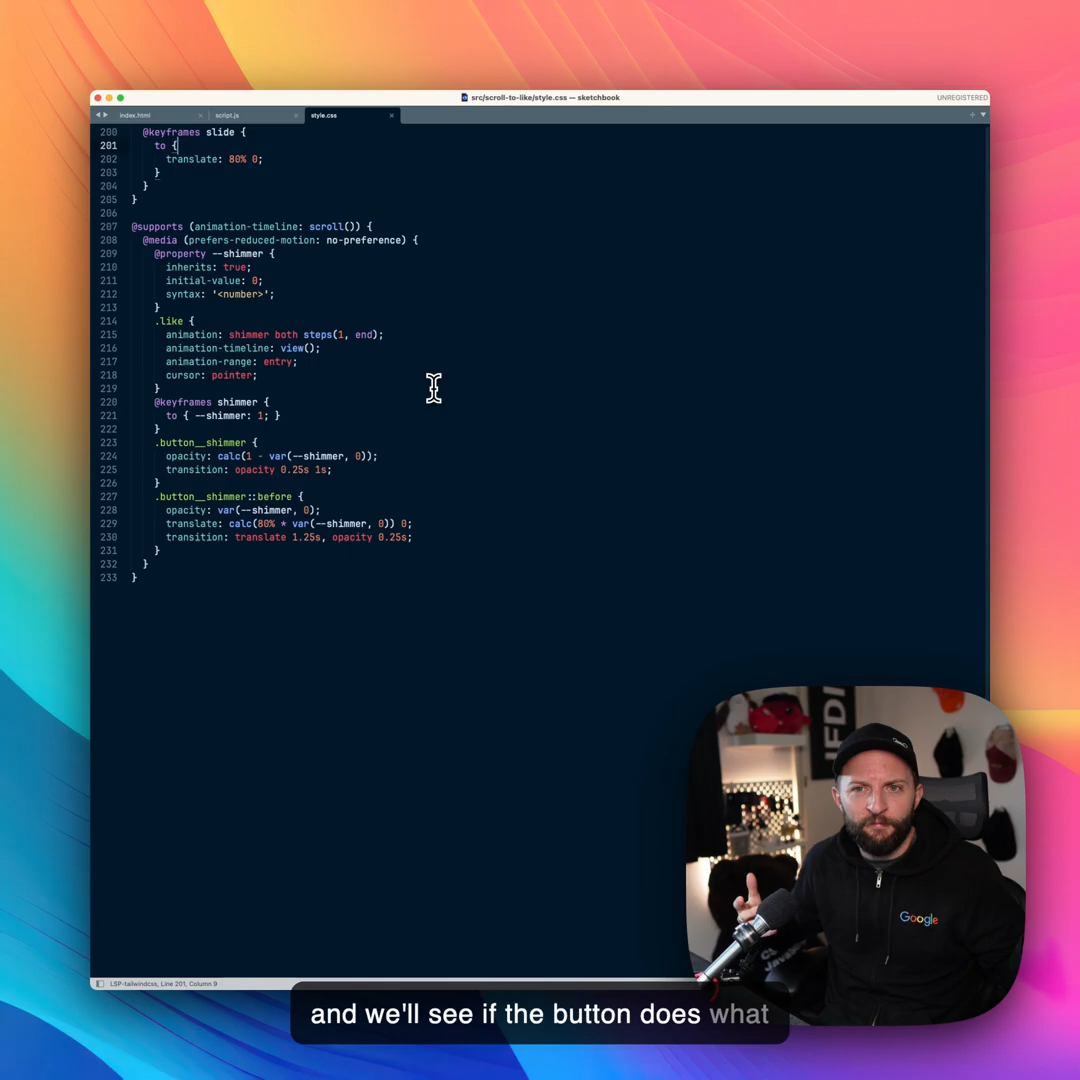 src/scroll-to-like/style.css — sketchbook
UNREGISTERED
index.html
script.js
style.css
200 @keyframes slide {
201 to {
202 translate: 80% 0;
203 }
204 }
205 }
206
207 @supports (animation-timeline: scroll()) {
208 @media (prefers-reduced-motion: no-preference) {
209 @property --shimmer {
210 inherits: true;
211 initial-value: 0;
212 syntax: '<number>';
213 }
214 .like {
215 animation: shimmer both steps(1, end);
216 animation-timeline: view();
217 animation-range: entry;
218 cursor: pointer;
219 }
220 @keyframes shimmer {
221 to { --shimmer: 1; }
222 }
223 .button__shimmer {
224 opacity: calc(1 - var(--shimmer, 0));
225 transition: opacity 0.25s 1s;
226 }
227 .button__shimmer::before {
228 opacity: var(--shimmer, 0);
229 translate: calc(80% * var(--shimmer, 0)) 0;
230 transition: translate 1.25s, opacity 0.25s;
231 }
232 }
233 }
Google
LSP-tailwindcss, Line 201, Column 9
and we'll see if the button does what